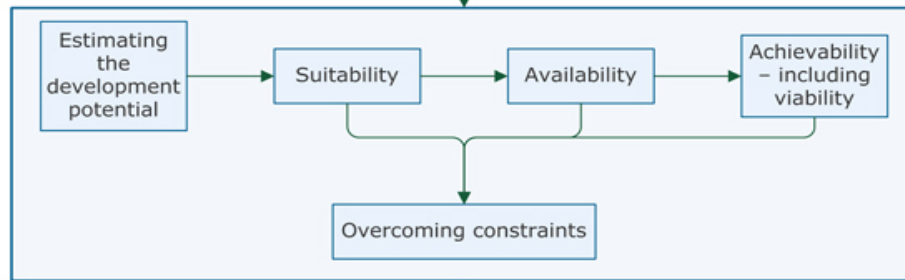 Estimating
the
development
potential
Suitability
Availability
Achievability
– including
viability
Overcoming constraints